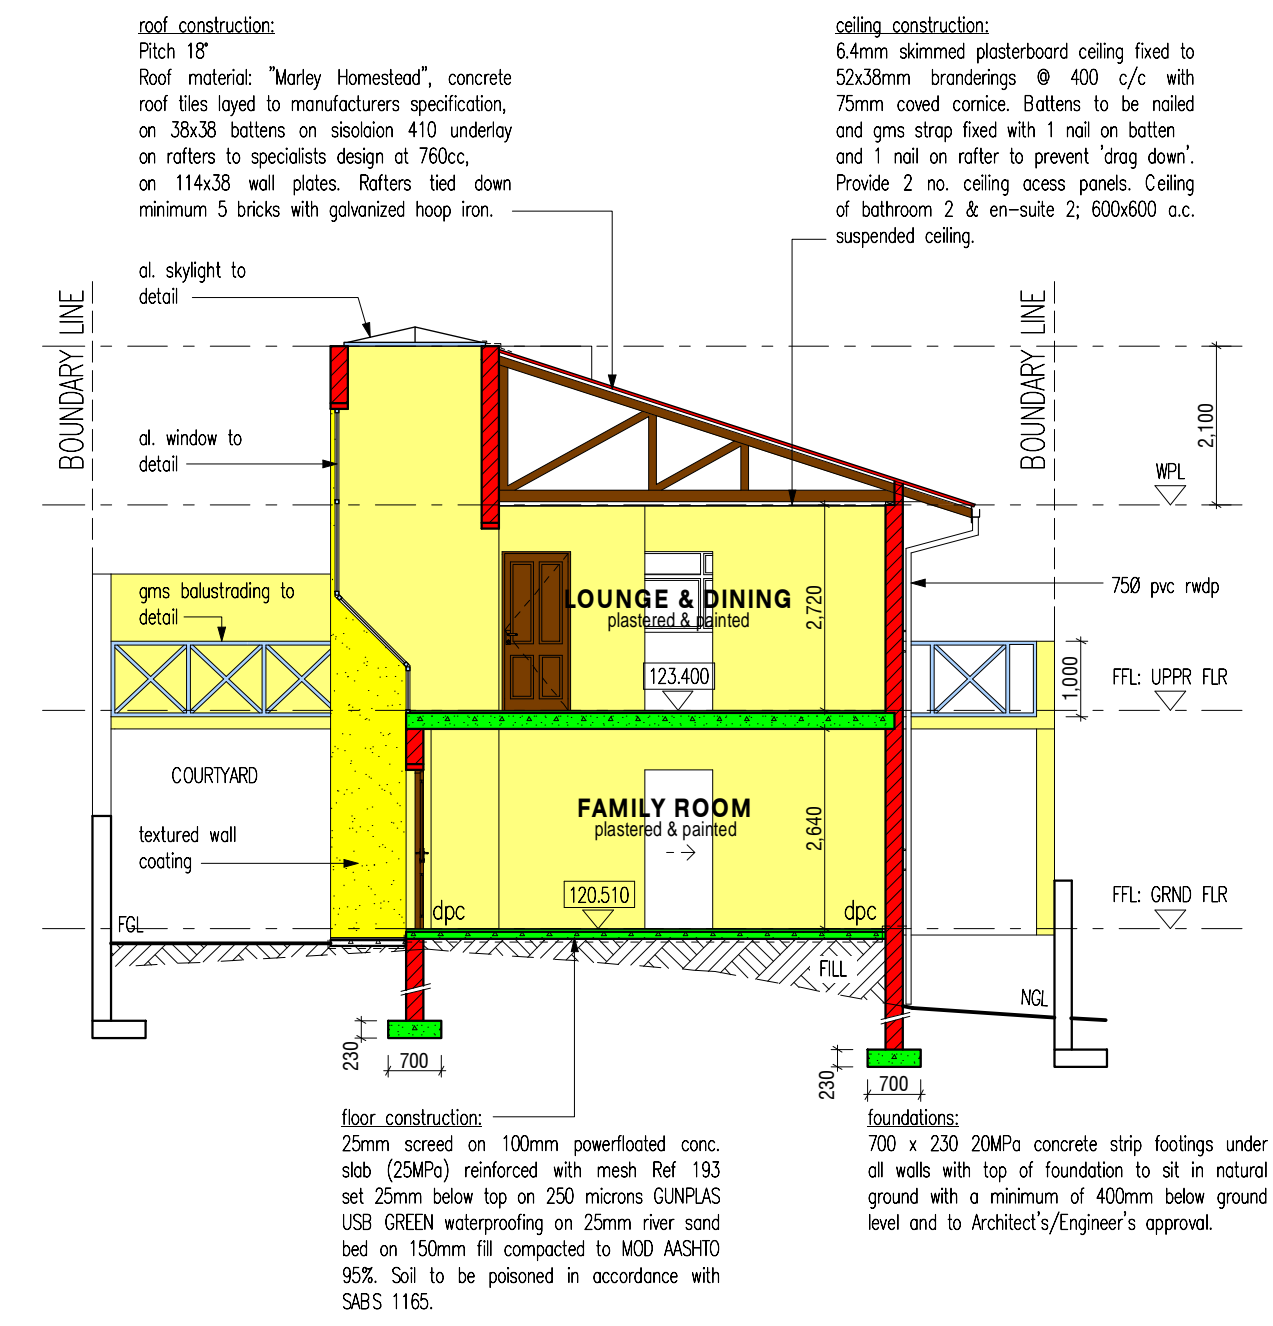 roof construction:
Pitch 18°
Roof material: "Marley Homestead", concrete
roof tiles layed to manufacturers specification,
on 38x38 battens on sisolaion 410 underlay
on rafters to specialists design at 760cc,
on 114x38 wall plates. Rafters tied down
minimum 5 bricks with galvanized hoop iron.
ceiling construction:
6.4mm skimmed plasterboard ceiling fixed to
52x38mm branderings @ 400 c/c with
75mm coved cornice. Battens to be nailed
and gms strap fixed with 1 nail on batten
and 1 nail on rafter to prevent 'drag down'.
Provide 2 no. ceiling acess panels. Ceiling
of bathroom 2 & en-suite 2; 600x600 a.c.
suspended ceiling.
al. skylight to
detail
BOUNDARY LINE
BOUNDARY LINE
2,100
al. window to
detail
WPL
gms balustrading to
detail
LOUNGE & DINING
plastered & painted
2,720
75Ø pvc rwdp
123.400
1,000
FFL: UPPR FLR
COURTYARD
FAMILY ROOM
plastered & painted
2,640
textured wall
coating
120.510
FFL: GRND FLR
dpc
dpc
FGL
FILL
NGL
230
700
230
700
floor construction:
25mm screed on 100mm powerfloated conc.
slab (25MPa) reinforced with mesh Ref 193
set 25mm below top on 250 microns GUNPLAS
USB GREEN waterproofing on 25mm river sand
bed on 150mm fill compacted to MOD AASHTO
95%. Soil to be poisoned in accordance with
SABS 1165.
foundations:
700 x 230 20MPa concrete strip footings under
all walls with top of foundation to sit in natural
ground with a minimum of 400mm below ground
level and to Architect's/Engineer's approval.